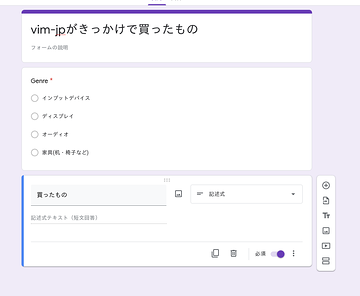 vim-jpがきっかけで買ったもの
フォームの説明
Genre *
インプットデバイス
ディスプレイ
オーディオ
家具(机・椅子など)
買ったもの
記述式
記述式テキスト（短文回答）
必須